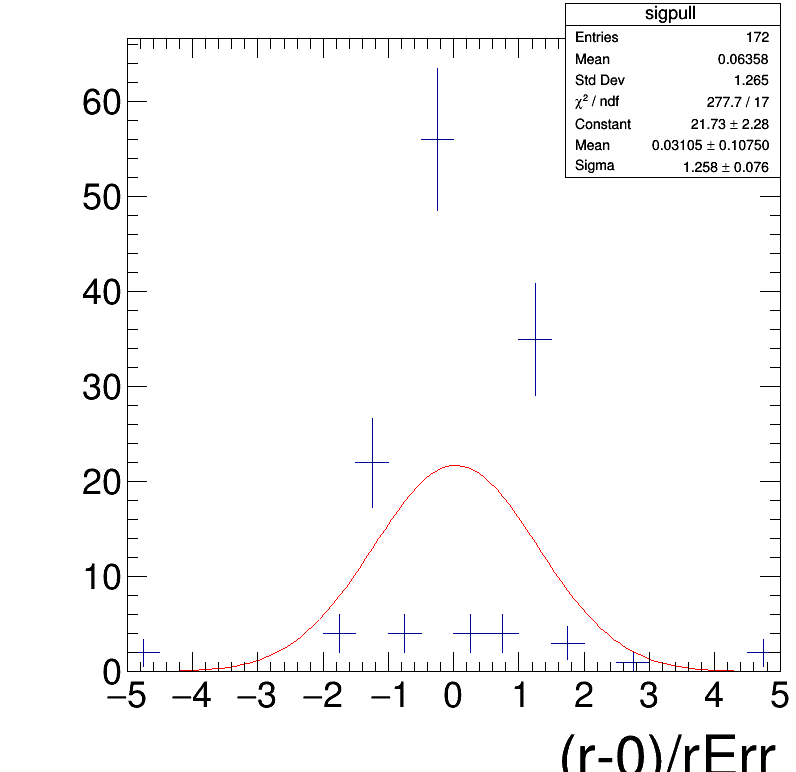 sigpull
Entries 172
Mean 0.06358
Std Dev 1.265
χ² / ndf 277.7 / 17
Constant 21.73 ± 2.28
Mean 0.03105 ± 0.10750
Sigma 1.258 ± 0.076
60
50
40
30
20
10
0
−5 −4 −3 −2 −1 0 1 2 3 4 5
(r-0)/rErr